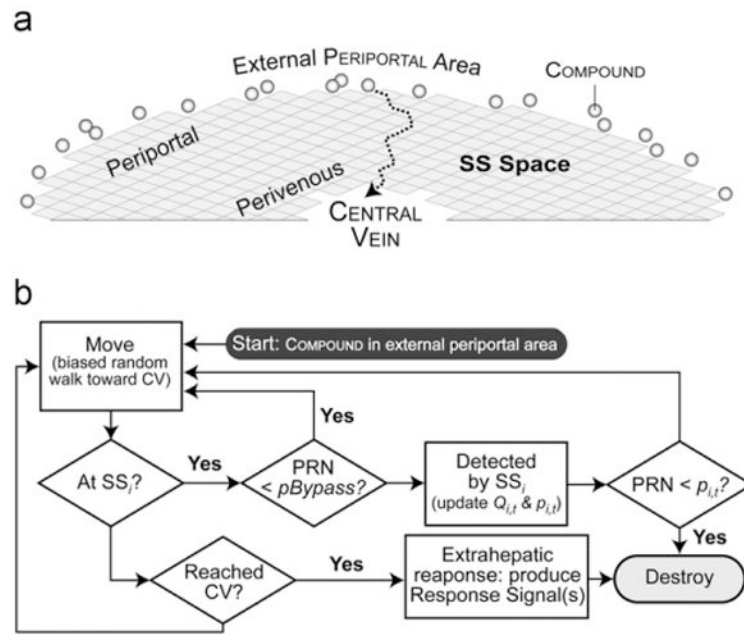 a
External PERIPORTAL AREA
COMPOUND
Periportal
SS Space
Perivenous
CENTRAL
VEIN
b
Move
(biased random
walk toward CV)
Start: COMPOUND in external periportal area
Yes
At SSi?
Yes
PRN
< pBypass?
Detected
by SSi
(update Qi,t & pi,t)
PRN < pi,t?
Yes
Reached
CV?
Yes
Extrahepatic
reaponse: produce
Response Signal(s)
Destroy